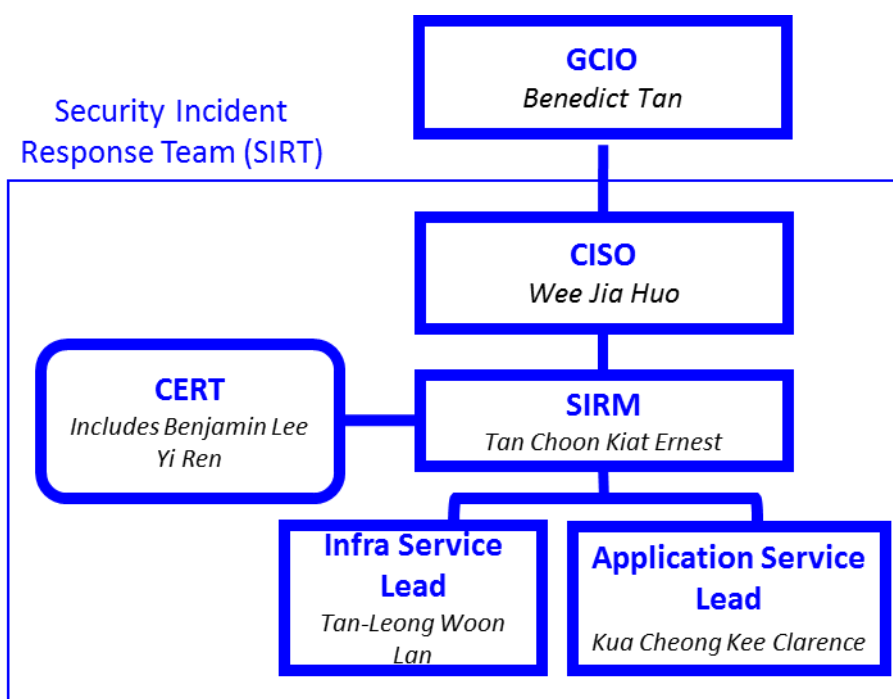 GCIO
Benedict Tan
Security Incident
Response Team (SIRT)
CISO
Wee Jia Huo
CERT
Includes Benjamin Lee
Yi Ren
SIRM
Tan Choon Kiat Ernest
Infra Service
Lead
Tan-Leong Woon
Lan
Application Service
Lead
Kua Cheong Kee Clarence